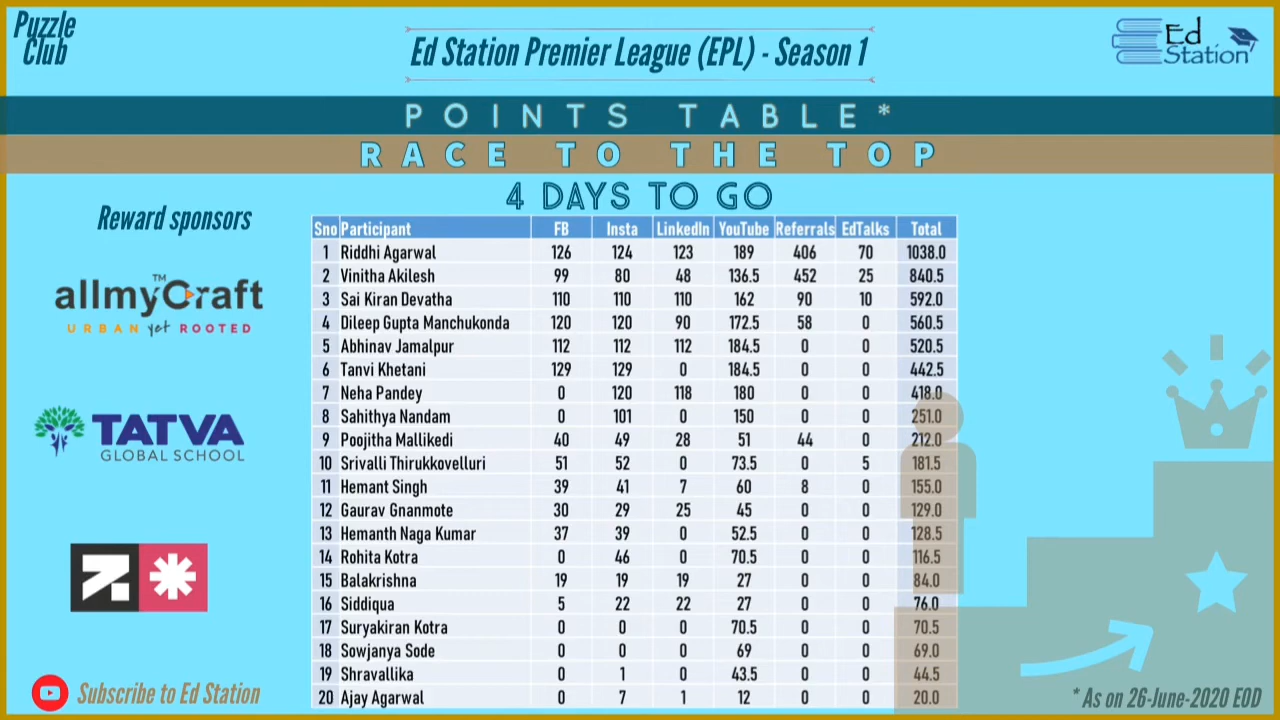 Puzzle
Club
Ed Station Premier League (EPL) - Season 1
Ed
Station
POINTS TABLE*
RACE TO THE TOP
4 DAYS TO GO
Reward sponsors
allmyCraft™
URBAN yet ROOTED
TATVA
GLOBAL SCHOOL
Subscribe to Ed Station
Sno Participant FB Insta LinkedIn YouTube Referrals EdTalks Total
1 Riddhi Agarwal 126 124 123 189 406 70 1038.0
2 Vinitha Akilesh 99 80 48 136.5 452 25 840.5
3 Sai Kiran Devatha 110 110 110 162 90 10 592.0
4 Dileep Gupta Manchukonda 120 120 90 172.5 58 0 560.5
5 Abhinav Jamalpur 112 112 112 184.5 0 0 520.5
6 Tanvi Khetani 129 129 0 184.5 0 0 442.5
7 Neha Pandey 0 120 118 180 0 0 418.0
8 Sahithya Nandam 0 101 0 150 0 0 251.0
9 Poojitha Mallikedi 40 49 28 51 44 0 212.0
10 Srivalli Thirukkovelluri 51 52 0 73.5 0 5 181.5
11 Hemant Singh 39 41 7 60 8 0 155.0
12 Gaurav Gnanmote 30 29 25 45 0 0 129.0
13 Hemanth Naga Kumar 37 39 0 52.5 0 0 128.5
14 Rohita Kotra 0 46 0 70.5 0 0 116.5
15 Balakrishna 19 19 19 27 0 0 84.0
16 Siddiqua 5 22 22 27 0 0 76.0
17 Suryakiran Kotra 0 0 0 70.5 0 0 70.5
18 Sowjanya Sode 0 0 0 69 0 0 69.0
19 Shravallika 0 1 0 43.5 0 0 44.5
20 Ajay Agarwal 0 7 1 12 0 0 20.0
* As on 26-June-2020 EOD